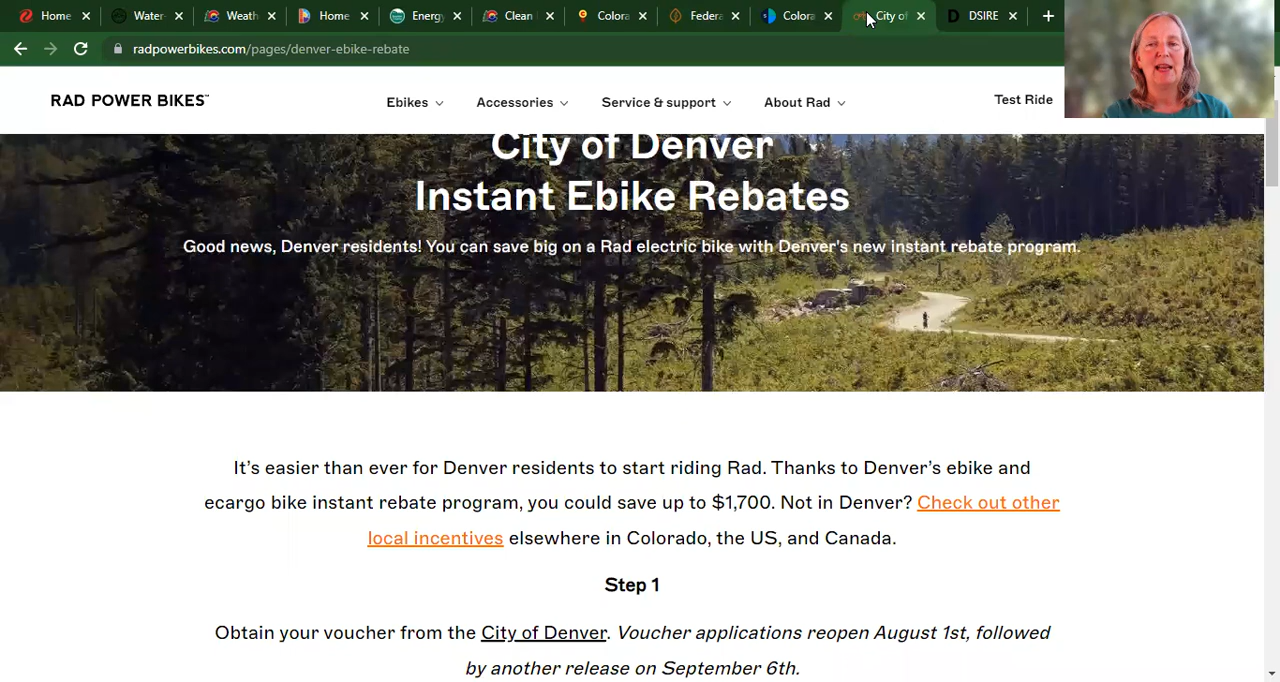 Home
Water-
Weath
Home
Energy
Clean
Colora
Federa
Colora
City of
DSIRE
radpowerbikes.com/pages/denver-ebike-rebate
RAD POWER BIKES™
Ebikes
Accessories
Service & support
About Rad
Test Ride
City of Denver
Instant Ebike Rebates
Good news, Denver residents! You can save big on a Rad electric bike with Denver's new instant rebate program.
It's easier than ever for Denver residents to start riding Rad. Thanks to Denver's ebike and
ecargo bike instant rebate program, you could save up to $1,700. Not in Denver? Check out other
local incentives elsewhere in Colorado, the US, and Canada.
Step 1
Obtain your voucher from the City of Denver. Voucher applications reopen August 1st, followed
by another release on September 6th.